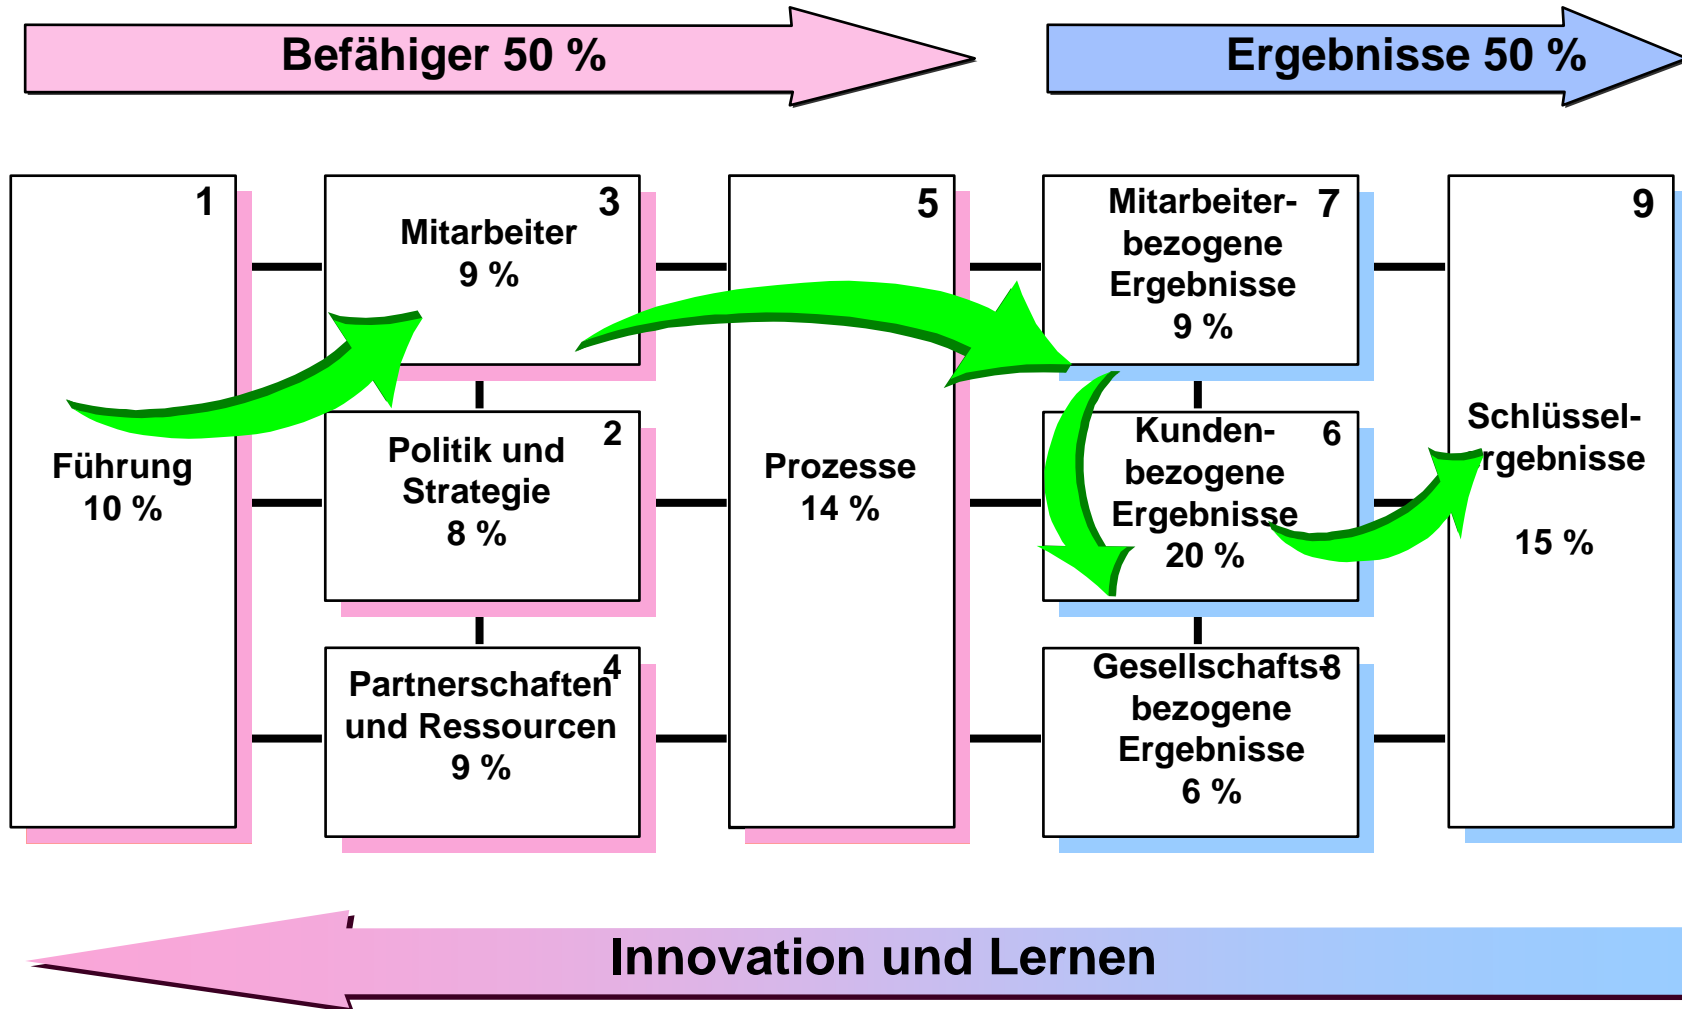 Befähiger 50 %
Ergebnisse 50 %
1
Führung
10 %
3
Mitarbeiter
9 %
2
Politik und
Strategie
8 %
4
Partnerschaften
und Ressourcen
9 %
5
Prozesse
14 %
7
Mitarbeiter-
bezogene
Ergebnisse
9 %
6
Kunden-
bezogene
Ergebnisse
20 %
8
Gesellschafts-
bezogene
Ergebnisse
6 %
9
Schlüssel-
ergebnisse
15 %
Innovation und Lernen